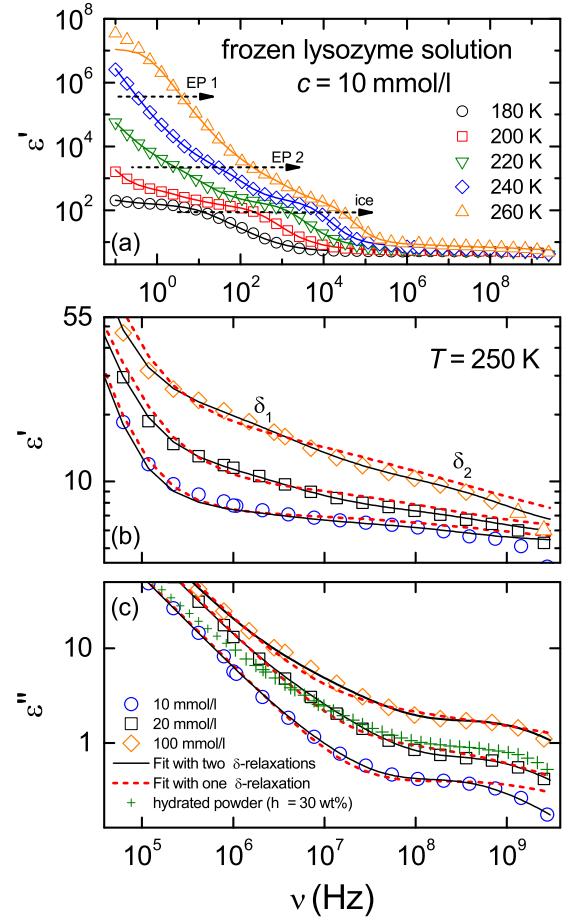 10⁸
10⁶
10⁴
10²
ε'
frozen lysozyme solution
c = 10 mmol/l
EP 1
EP 2
ice
180 K
200 K
220 K
240 K
260 K
(a)
10⁰ 10² 10⁴ 10⁶ 10⁸
55
10
ε'
T = 250 K
δ₁
δ₂
(b)
(c)
10
1
ε''
10 mmol/l
20 mmol/l
100 mmol/l
Fit with two δ-relaxations
Fit with one δ-relaxation
hydrated powder (h = 30 wt%)
10⁵ 10⁶ 10⁷ 10⁸ 10⁹
ν (Hz)